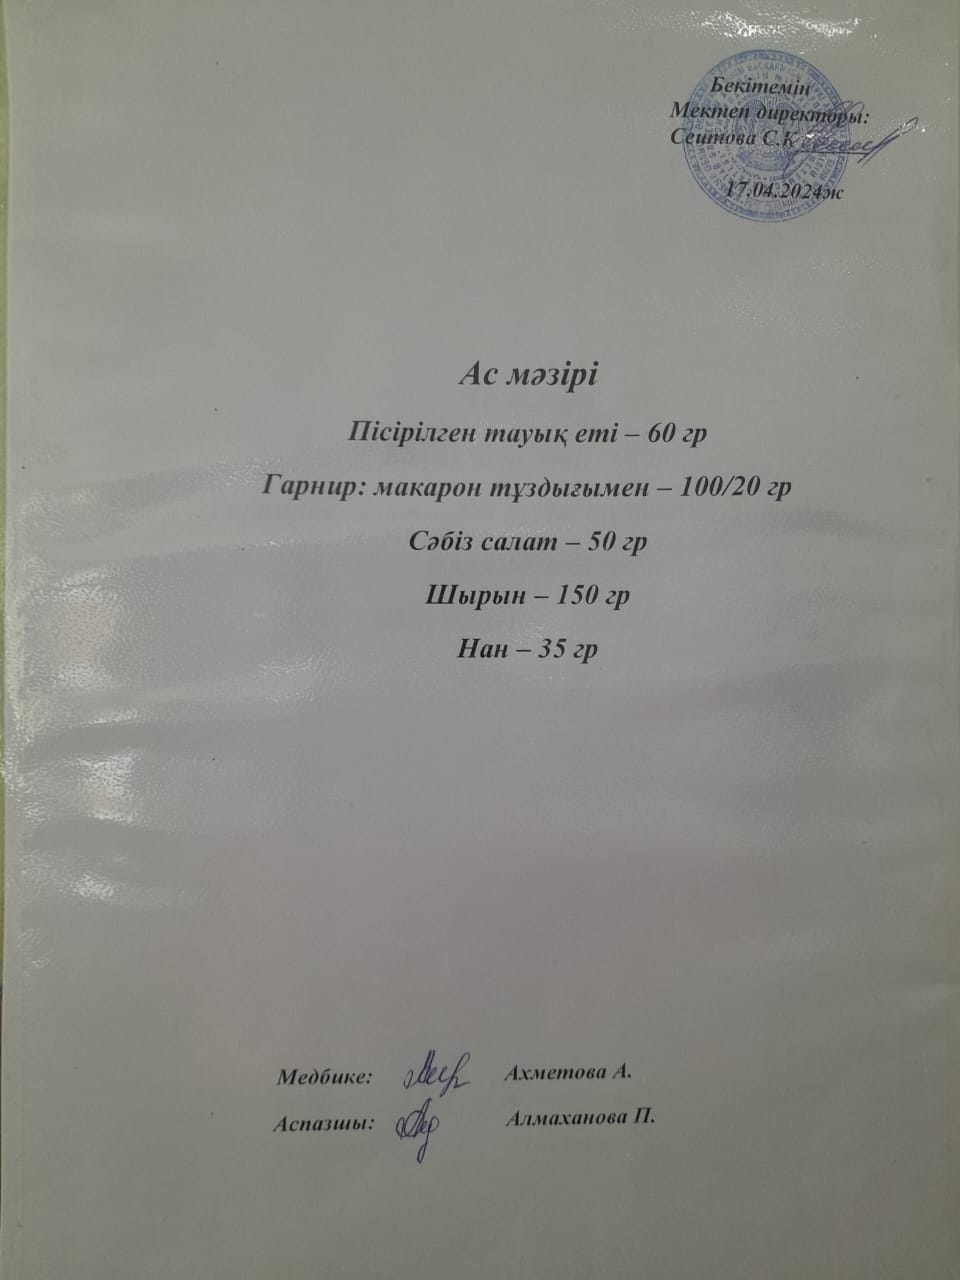 Бекітемін
Мектеп директоры:
Сеитова С.К
17.04.2024ж
Ас мәзірі
Пісірілген тауық еті – 60 гр
Гарнир: макарон тұздығымен – 100/20 гр
Сәбіз салат – 50 гр
Шырын – 150 гр
Нан – 35 гр
Медбике: Ахметова А.
Аспазшы: Алмаханова П.